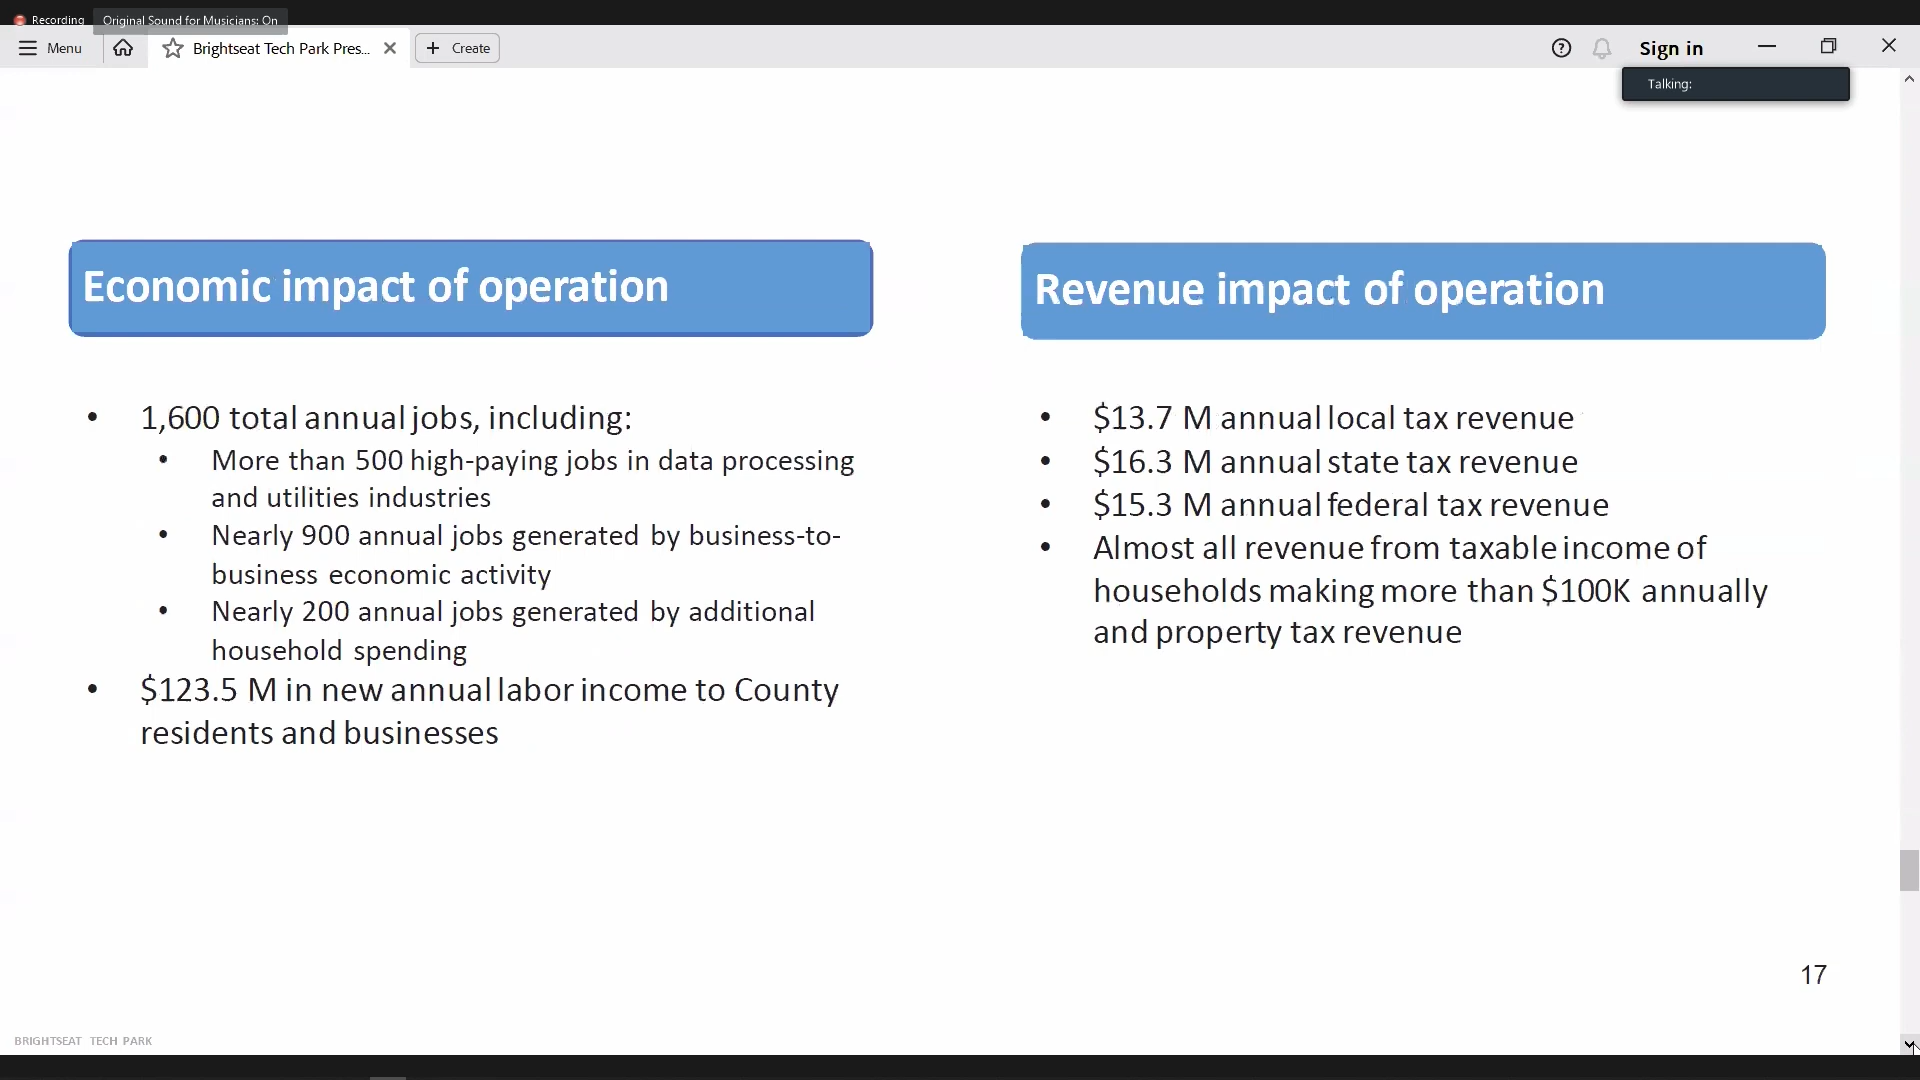 Recording
Original Sound for Musicians: On
Menu
Brightseat Tech Park Pres...
Create
Sign in
Talking:
Economic impact of operation
• 1,600 total annual jobs, including:
• More than 500 high-paying jobs in data processing
and utilities industries
• Nearly 900 annual jobs generated by business-to-
business economic activity
• Nearly 200 annual jobs generated by additional
household spending
• $123.5 M in new annual labor income to County
residents and businesses
Revenue impact of operation
• $13.7 M annual local tax revenue
• $16.3 M annual state tax revenue
• $15.3 M annual federal tax revenue
• Almost all revenue from taxable income of
households making more than $100K annually
and property tax revenue
17
BRIGHTSEAT TECH PARK